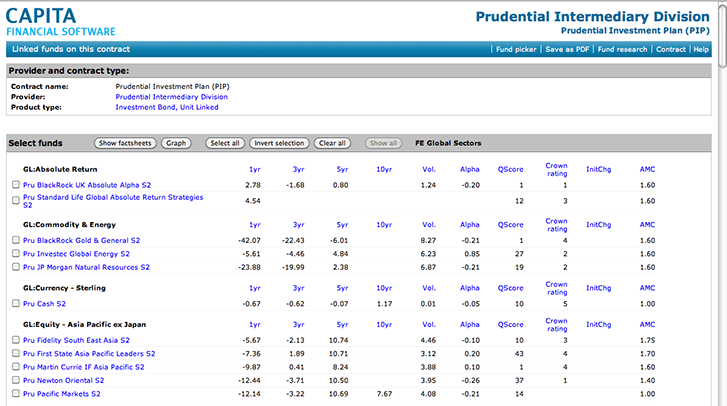 CAPITA
FINANCIAL SOFTWARE
Prudential Intermediary Division
Prudential Investment Plan (PIP)
Linked funds on this contract
| Fund picker | Save as PDF | Fund research | Contract | Help
Provider and contract type:
Contract name: Prudential Investment Plan (PIP)
Provider: Prudential Intermediary Division
Product type: Investment Bond, Unit Linked
Select funds Show factsheets Graph Select all Invert selection Clear all Show all FE Global Sectors
GL:Absolute Return 1yr 3yr 5yr 10yr Vol. Alpha QScore Crown rating InitChg AMC
Pru BlackRock UK Absolute Alpha S2 2.78 -1.68 0.80 1.24 -0.20 1 1 1.60
Pru Standard Life Global Absolute Return Strategies
S2 4.54 12 3 1.60
GL:Commodity & Energy 1yr 3yr 5yr 10yr Vol. Alpha QScore Crown rating InitChg AMC
Pru BlackRock Gold & General S2 -42.07 -22.43 -6.01 8.27 -0.21 1 4 1.60
Pru Investec Global Energy S2 -5.61 -4.46 4.84 6.23 0.85 27 2 1.60
Pru JP Morgan Natural Resources S2 -23.88 -19.99 2.38 6.87 -0.21 19 2 1.60
GL:Currency - Sterling 1yr 3yr 5yr 10yr Vol. Alpha QScore Crown rating InitChg AMC
Pru Cash S2 -0.67 -0.62 -0.07 1.17 0.01 -0.05 10 5 1.00
GL:Equity - Asia Pacific ex Japan 1yr 3yr 5yr 10yr Vol. Alpha QScore Crown rating InitChg AMC
Pru Fidelity South East Asia S2 -5.67 -2.13 10.74 4.46 -0.10 10 3 1.75
Pru First State Asia Pacific Leaders S2 -7.36 1.89 10.71 3.12 0.20 43 4 1.70
Pru Martin Currie IF Asia Pacific S2 -9.87 0.41 8.24 3.88 0.10 1 4 1.60
Pru Newton Oriental S2 -12.44 -3.71 10.50 3.95 -0.26 37 1 1.40
Pru Pacific Markets S2 -12.14 -3.22 10.69 7.67 4.08 -0.21 14 1.00